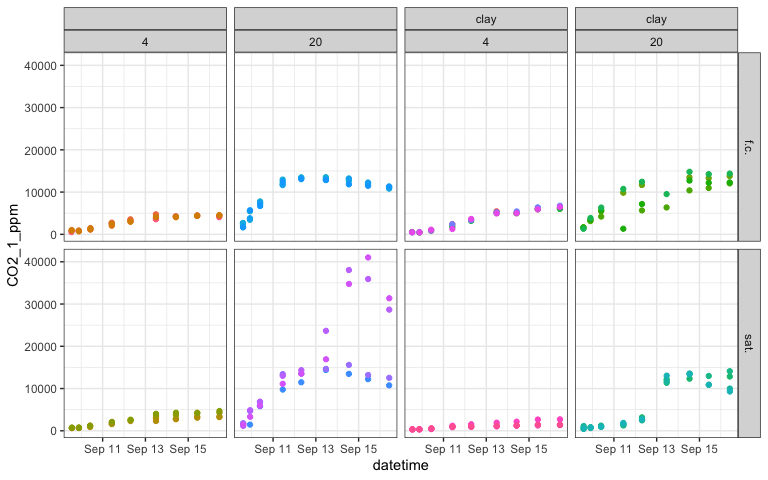 clay clay
4 20 4 20
40000
30000
20000
10000
0
f.c.
CO2_1_ppm
40000
30000
20000
10000
0
sat.
Sep 11 Sep 13 Sep 15 Sep 11 Sep 13 Sep 15 Sep 11 Sep 13 Sep 15 Sep 11 Sep 13 Sep 15
datetime